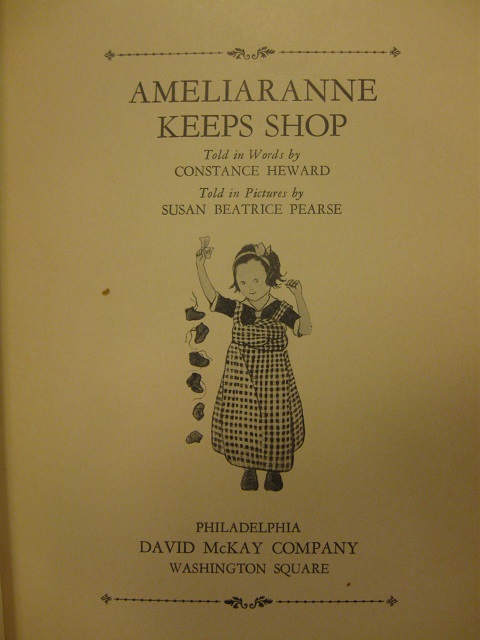 AMELIARANNE
KEEPS SHOP
Told in Words by
CONSTANCE HEWARD
Told in Pictures by
SUSAN BEATRICE PEARSE
PHILADELPHIA
DAVID McKAY COMPANY
WASHINGTON SQUARE